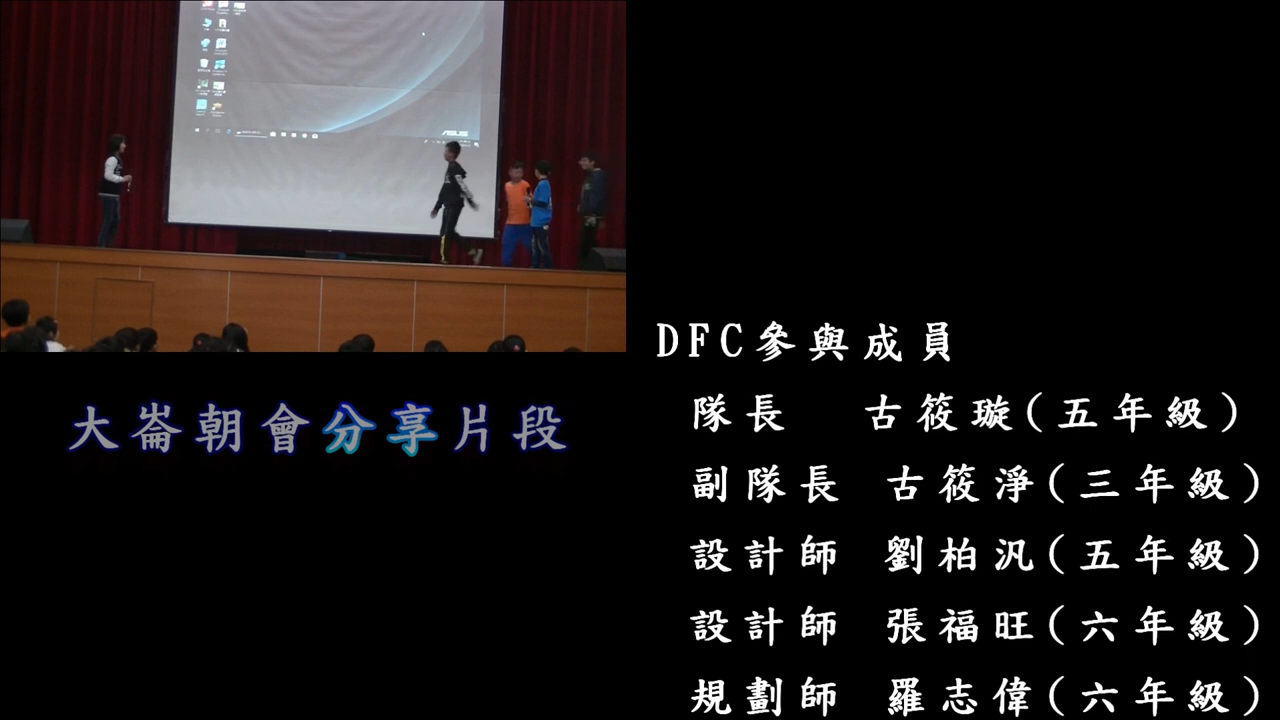 ASUS
大崙朝會分享片段
DFC參與成員
隊長 古筱璇(五年級)
副隊長 古筱淨(三年級)
設計師 劉柏汎(五年級)
設計師 張福旺(六年級)
規劃師 羅志偉(六年級)